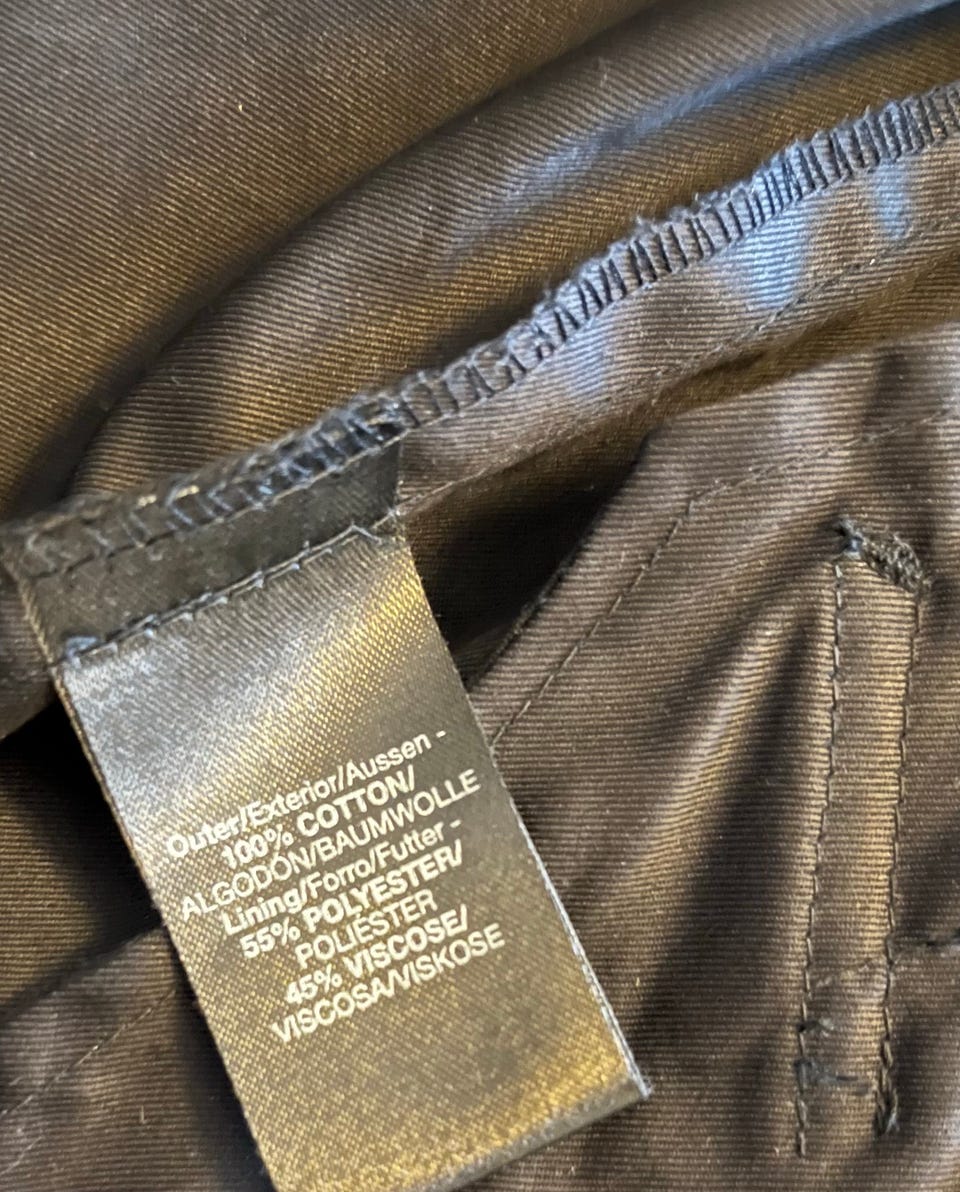 Outer/Exterior/Aussen -
100% COTTON/
ALGODÓN/BAUMWOLLE
Lining/Forro/Futter -
55% POLYESTER/
POLIÉSTER
45% VISCOSE/
VISCOSA/VISKOSE